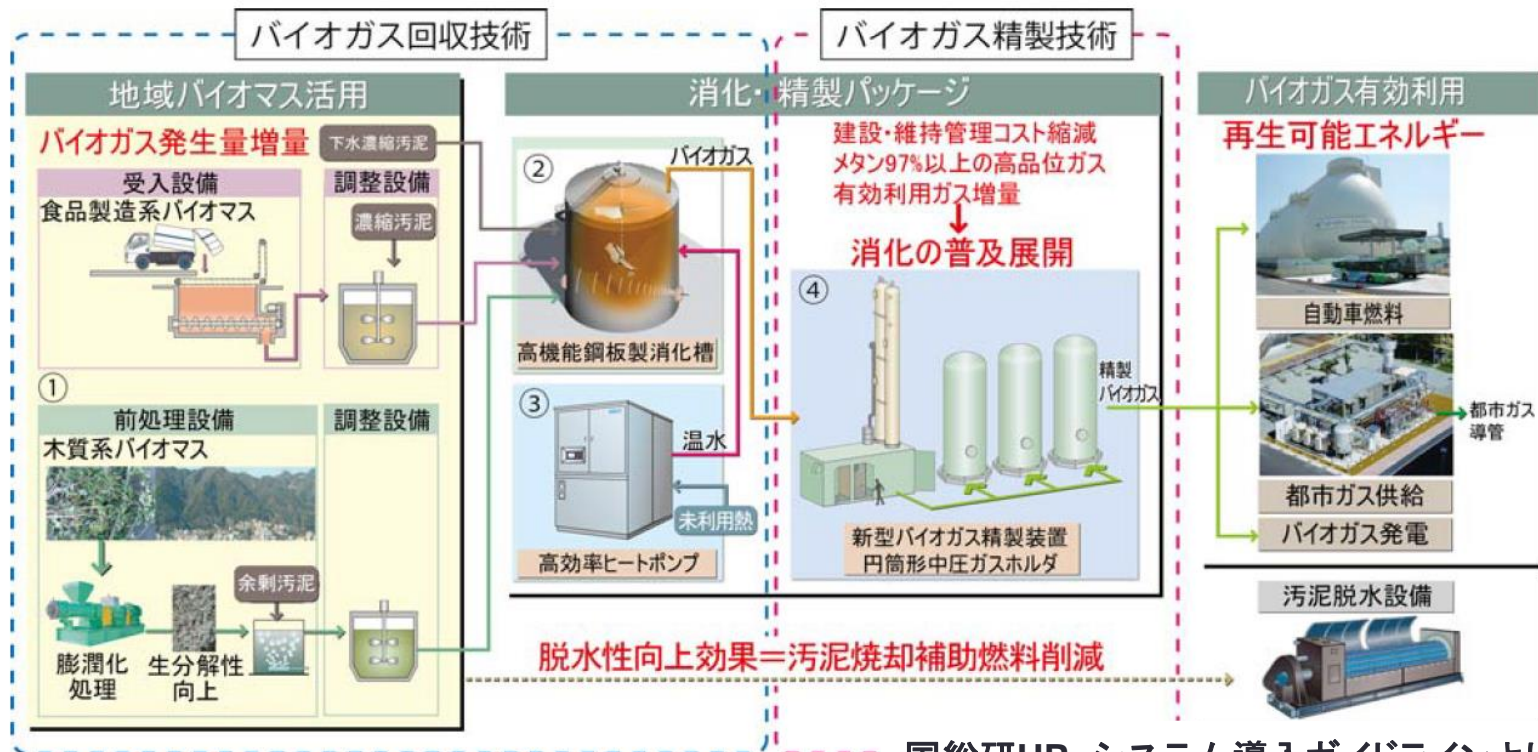 バイオガス回収技術
バイオガス精製技術
地域バイオマス活用
消化・精製パッケージ
バイオガス有効利用
バイオガス発生量増量
下水濃縮汚泥
受入設備
食品製造系バイオマス
調整設備
濃縮汚泥
①
前処理設備
木質系バイオマス
調整設備
余剰汚泥
膨潤化
処理
生分解性
向上
②
バイオガス
高機能鋼板製消化槽
③
温水
未利用熱
高効率ヒートポンプ
建設・維持管理コスト縮減
メタン97%以上の高品位ガス
有効利用ガス増量
消化の普及展開
④
精製
バイオガス
新型バイオガス精製装置
円筒形中圧ガスホルダ
再生可能エネルギー
自動車燃料
都市ガス
導管
都市ガス供給
バイオガス発電
汚泥脱水設備
脱水性向上効果=汚泥焼却補助燃料削減